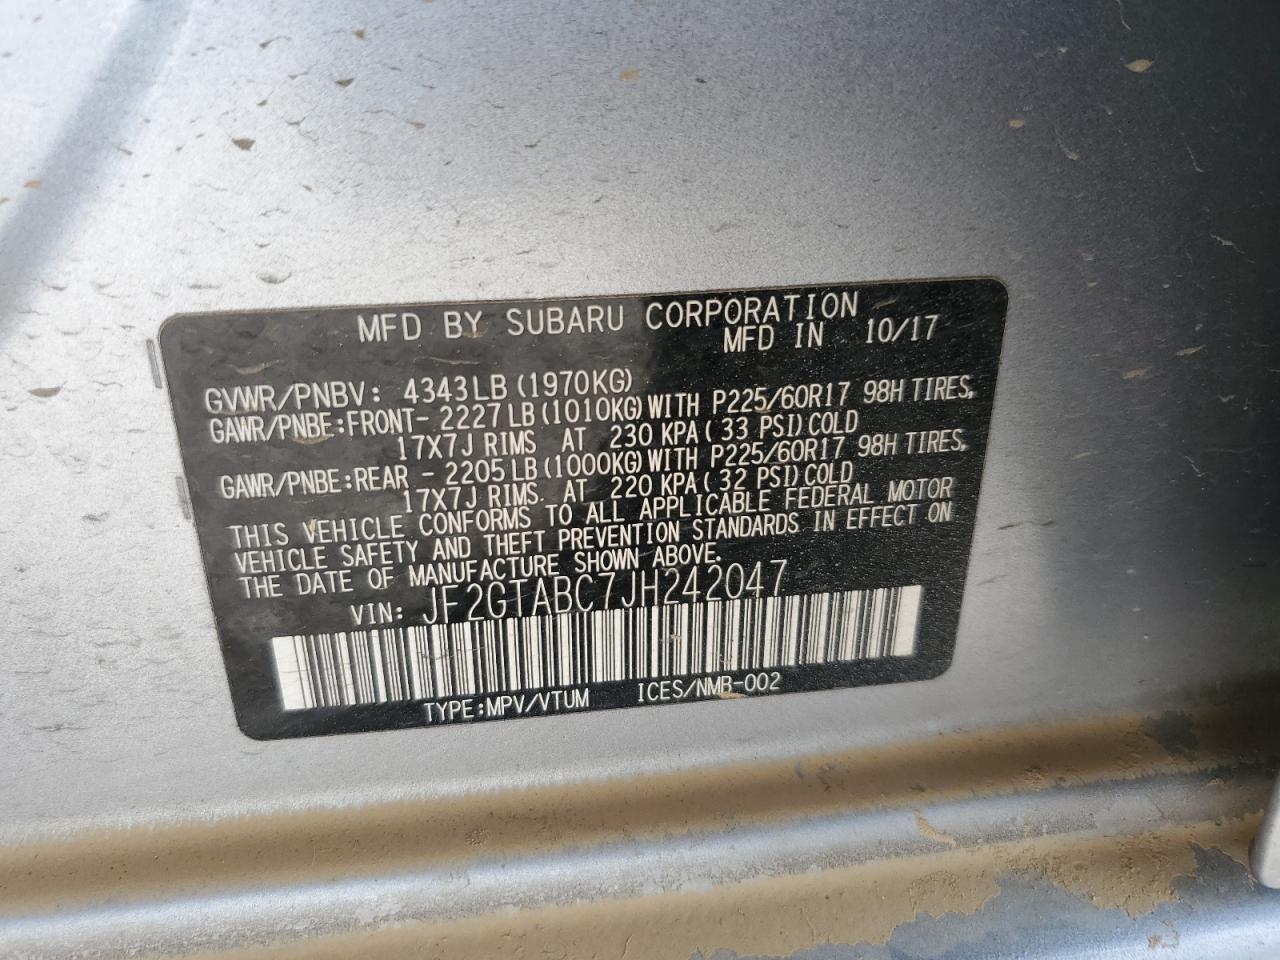 MFD BY SUBARU CORPORATION
MFD IN 10/17
GVWR/PNBV: 4343LB(1970KG)
GAWR/PNBE:FRONT- 2227LB(1010KG)WITH P225/60R17 98H TIRES,
17X7J RIMS AT 230 KPA(33 PSI)COLD
GAWR/PNBE:REAR - 2205LB(1000KG)WITH P225/60R17 98H TIRES,
17X7J RIMS AT 220 KPA(32 PSI)COLD
THIS VEHICLE CONFORMS TO ALL APPLICABLE FEDERAL MOTOR
VEHICLE SAFETY AND THEFT PREVENTION STANDARDS IN EFFECT ON
THE DATE OF MANUFACTURE SHOWN ABOVE.
VIN: JF2GTABC7JH242047
TYPE:MPV/VTUM ICES/NMB-002